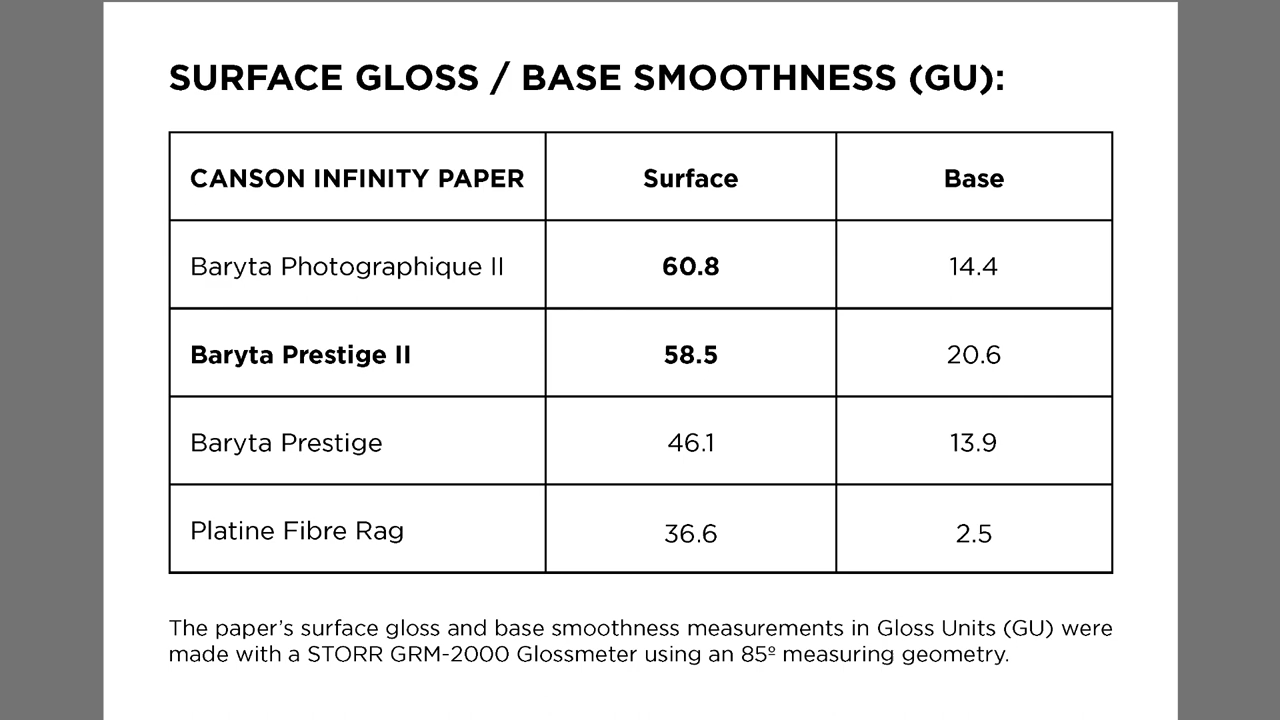 SURFACE GLOSS / BASE SMOOTHNESS (GU):
CANSON INFINITY PAPER Surface Base
Baryta Photographique II 60.8 14.4
Baryta Prestige II 58.5 20.6
Baryta Prestige 46.1 13.9
Platine Fibre Rag 36.6 2.5
The paper’s surface gloss and base smoothness measurements in Gloss Units (GU) were
made with a STORR GRM-2000 Glossmeter using an 85º measuring geometry.